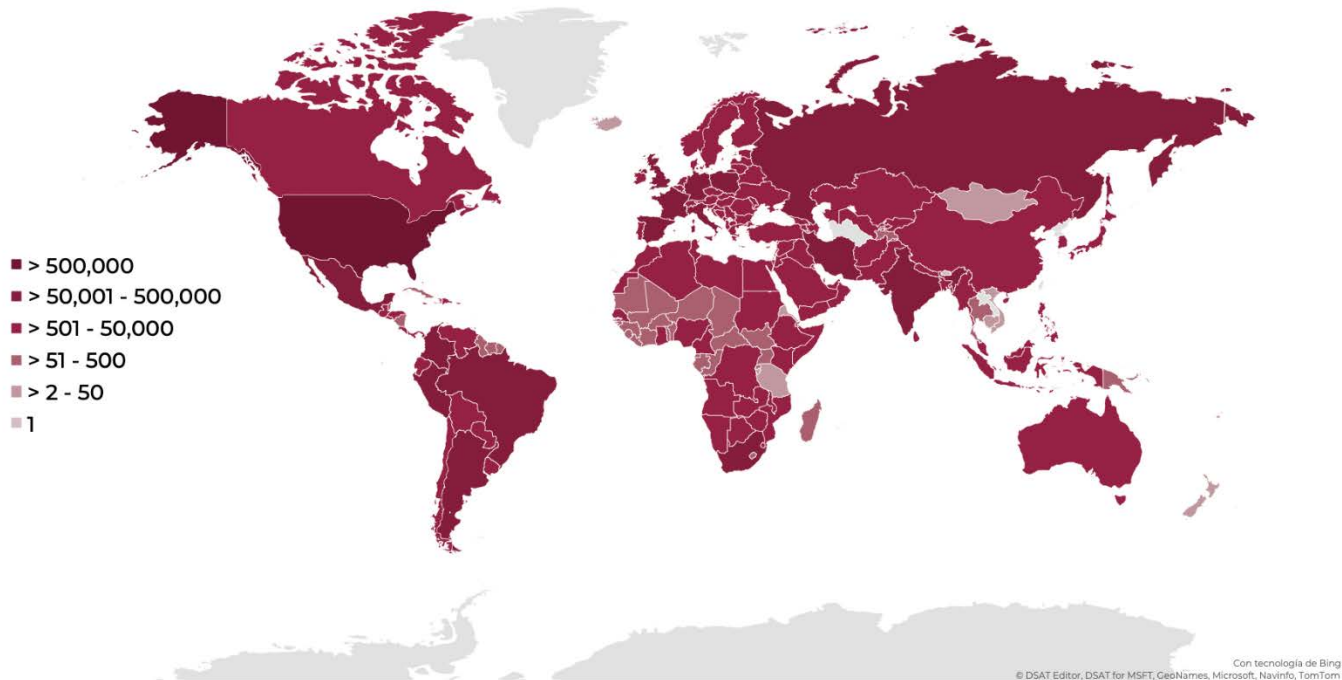 > 500,000
> 50,001 - 500,000
> 501 - 50,000
> 51 - 500
> 2 - 50
1
Con tecnología de Bing
© DSAT Editor, DSAT for MSFT, GeoNames, Microsoft, Navinfo, TomTom